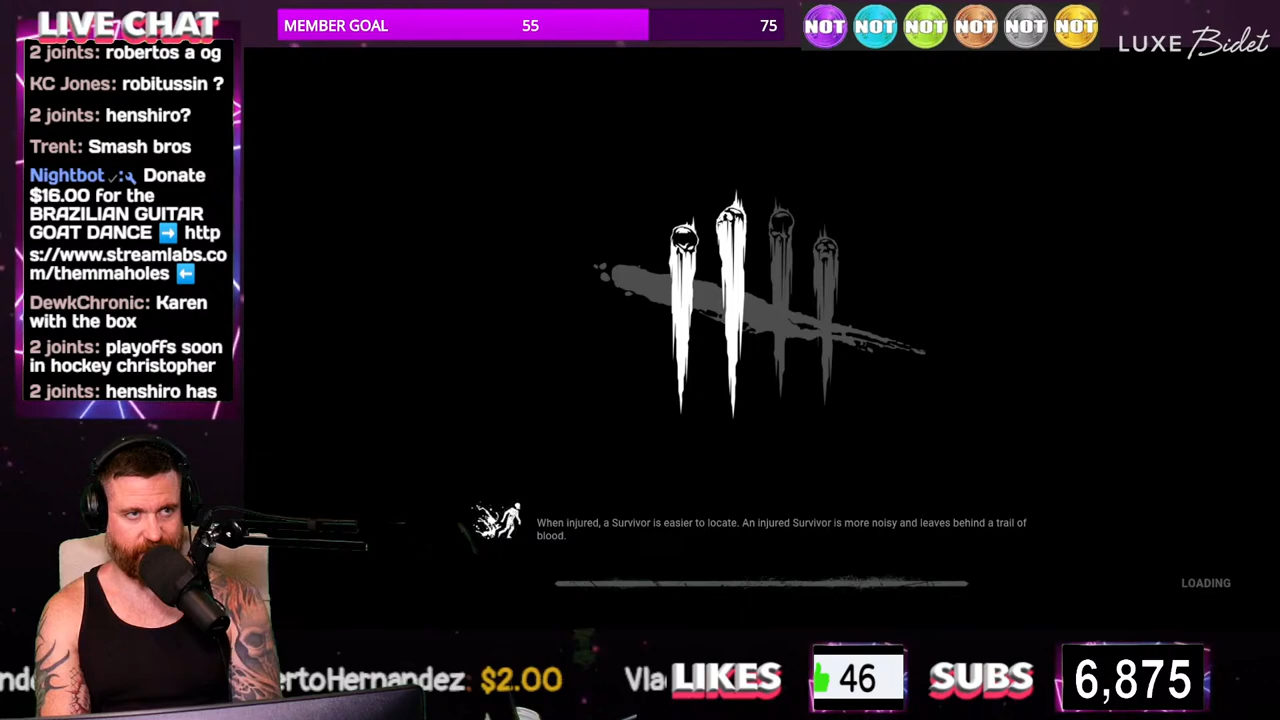 LIVE CHAT
2 joints: robertos a og
KC Jones: robitussin ?
2 joints: henshiro?
Trent: Smash bros
Nightbot Donate
$16.00 for the
BRAZILIAN GUITAR
GOAT DANCE ➡ http
s://www.streamlabs.co
m/themmaholes ⬅
DewkChronic: Karen
with the box
2 joints: playoffs soon
in hockey christopher
2 joints: henshiro has
MEMBER GOAL 55 75
NOT NOT NOT NOT NOT NOT
LUXE Bidet
When injured, a Survivor is easier to locate. An injured Survivor is more noisy and leaves behind a trail of
blood.
LOADING
ertoHernandez $2.00 Vla
LIKES 46 SUBS 6,875